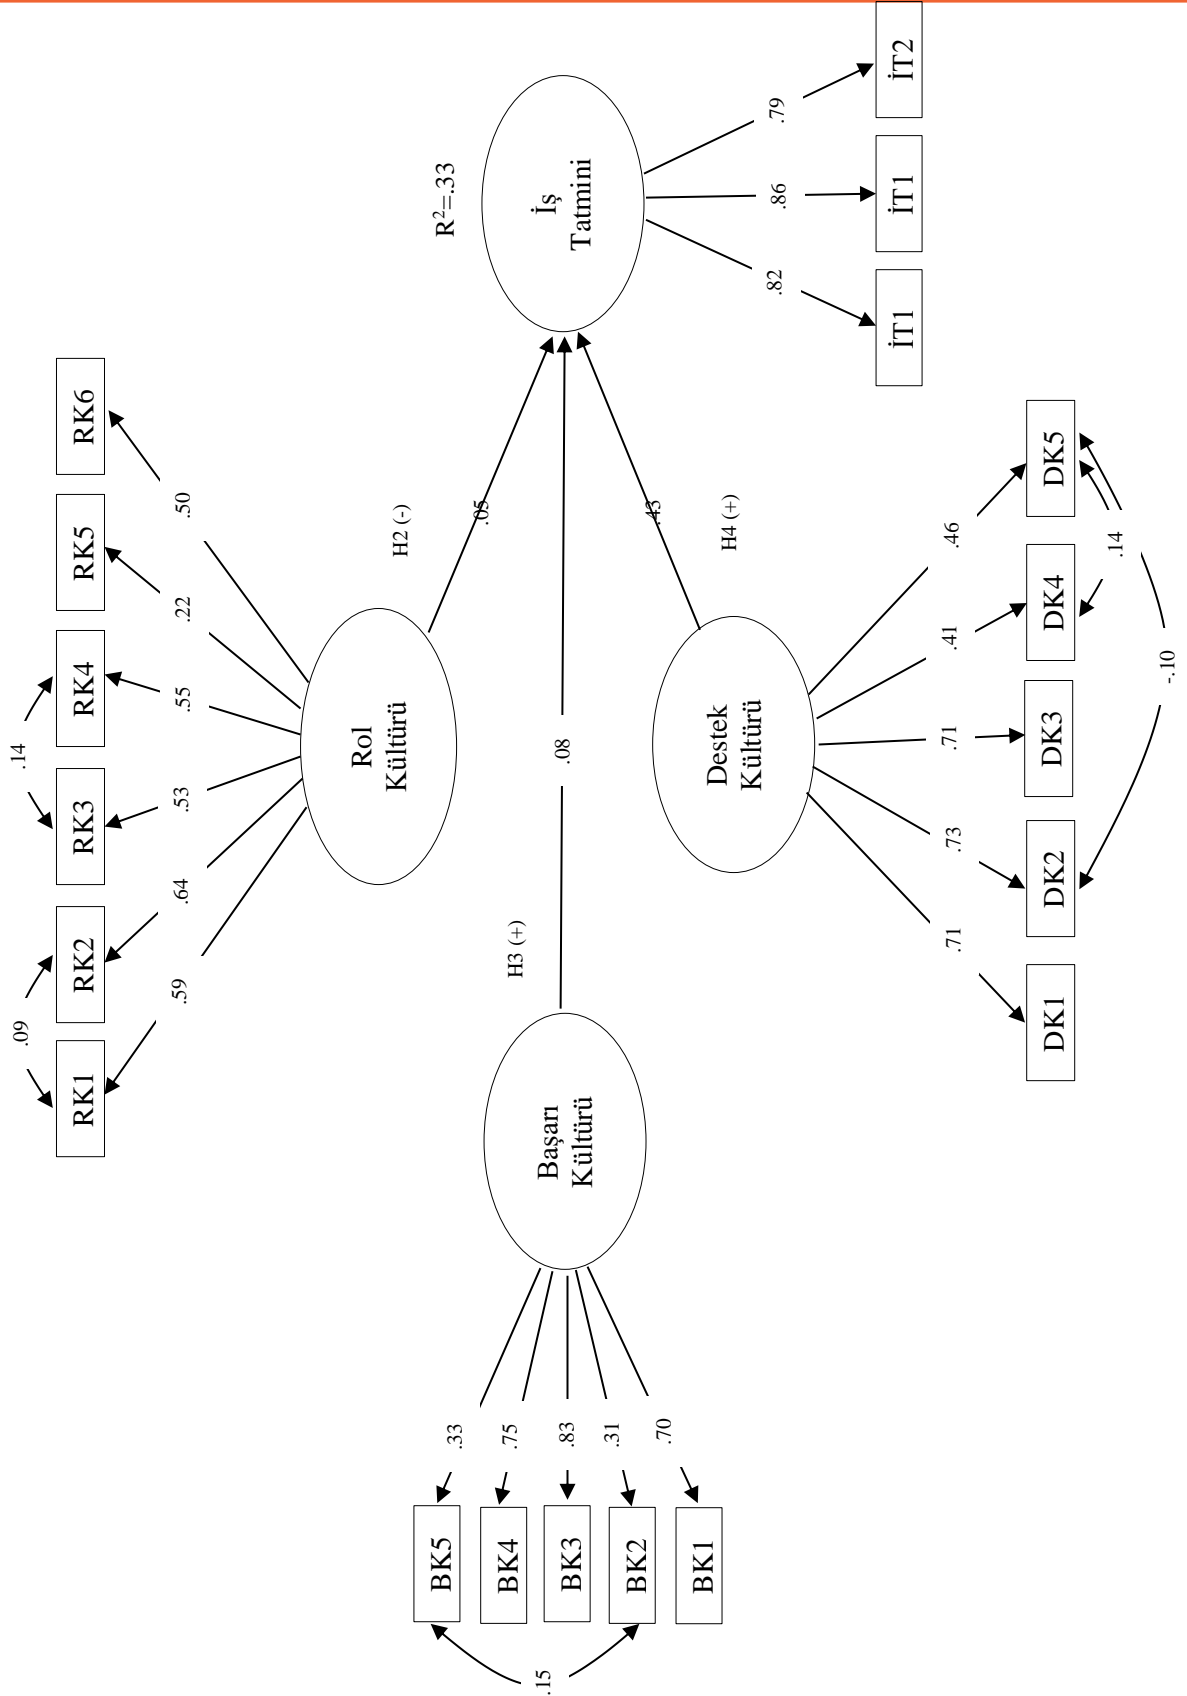 RK1
RK2
RK3
RK4
RK5
RK6
.09
.14
.59
.64
.53
.55
.22
.50
Rol
Kültürü
H2 (-)
.05
R²=.33
İş
Tatmini
.82
.86
.79
İT1
İT1
İT2
BK5
BK4
BK3
BK2
BK1
.15
.33
.75
.83
.31
.70
Başarı
Kültürü
H3 (+)
.08
Destek
Kültürü
.43
H4 (+)
.71
.73
.71
.41
.46
DK1
DK2
DK3
DK4
DK5
.14
-.10